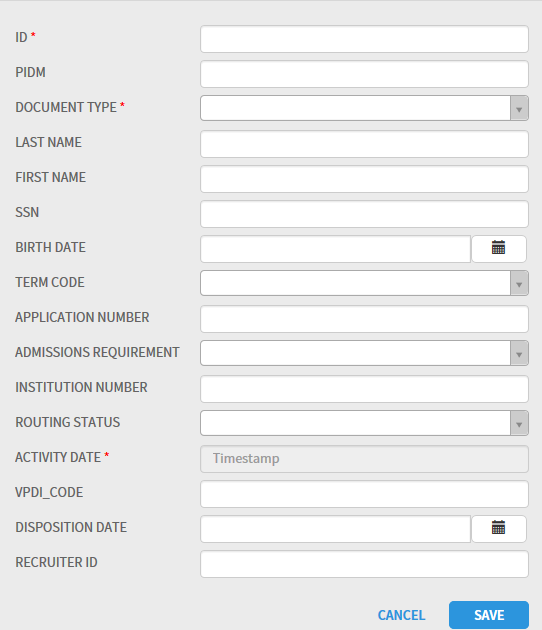 ID *
PIDM
DOCUMENT TYPE *
LAST NAME
FIRST NAME
SSN
BIRTH DATE
TERM CODE
APPLICATION NUMBER
ADMISSIONS REQUIREMENT
INSTITUTION NUMBER
ROUTING STATUS
ACTIVITY DATE * Timestamp
VPDI_CODE
DISPOSITION DATE
RECRUITER ID
CANCEL SAVE